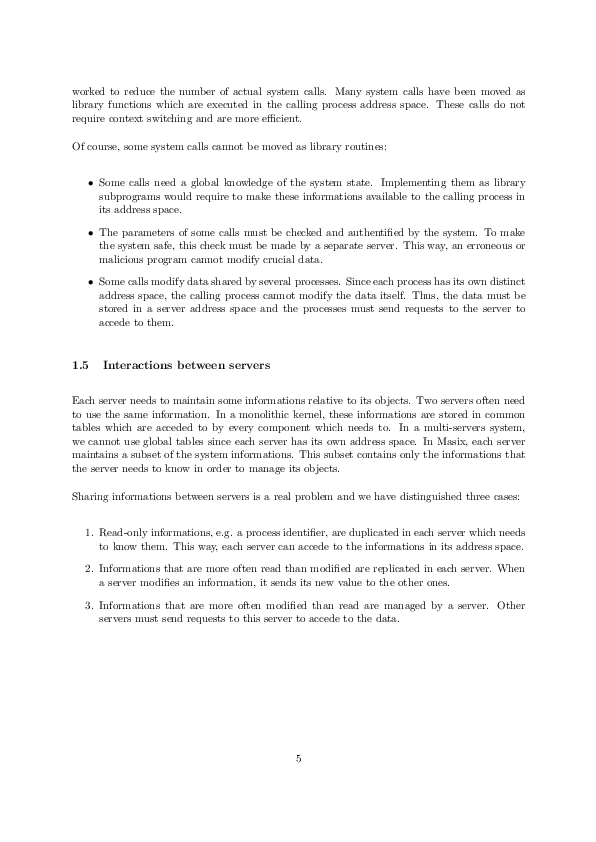 worked to reduce the number of actual system calls. Many system calls have been moved as
library functions which are executed in the calling process address space. These calls do not
require context switching and are more efficient.
Of course, some system calls cannot be moved as library routines:
• Some calls need a global knowledge of the system state. Implementing them as library
subprograms would require to make these informations available to the calling process in
its address space.
• The parameters of some calls must be checked and authentified by the system. To make
the system safe, this check must be made by a separate server. This way, an erroneous or
malicious program cannot modify crucial data.
• Some calls modify data shared by several processes. Since each process has its own distinct
address space, the calling process cannot modify the data itself. Thus, the data must be
stored in a server address space and the processes must send requests to the server to
accede to them.
1.5 Interactions between servers
Each server needs to maintain some informations relative to its objects. Two servers often need
to use the same information. In a monolithic kernel, these informations are stored in common
tables which are acceded to by every component which needs to. In a multi-servers system,
we cannot use global tables since each server has its own address space. In Masix, each server
maintains a subset of the system informations. This subset contains only the informations that
the server needs to know in order to manage its objects.
Sharing informations between servers is a real problem and we have distinguished three cases:
1. Read-only informations, e.g. a process identifier, are duplicated in each server which needs
to know them. This way, each server can accede to the informations in its address space.
2. Informations that are more often read than modified are replicated in each server. When
a server modifies an information, it sends its new value to the other ones.
3. Informations that are more often modified than read are managed by a server. Other
servers must send requests to this server to accede to the data.
5